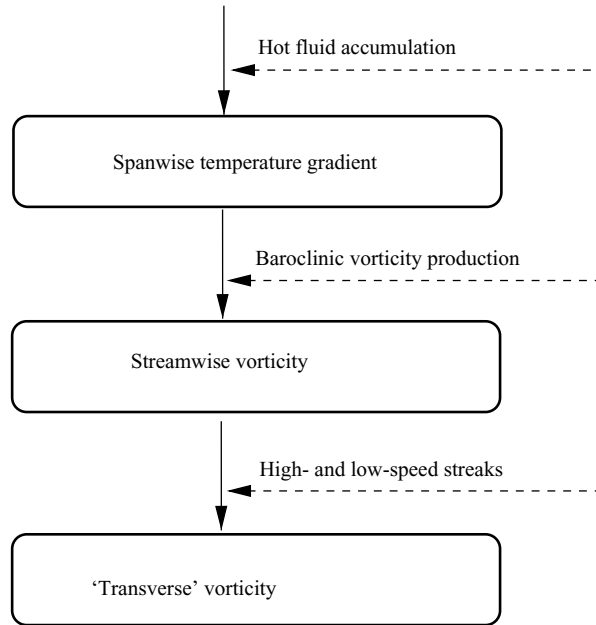 Hot fluid accumulation
Spanwise temperature gradient
Baroclinic vorticity production
Streamwise vorticity
High- and low-speed streaks
‘Transverse’ vorticity